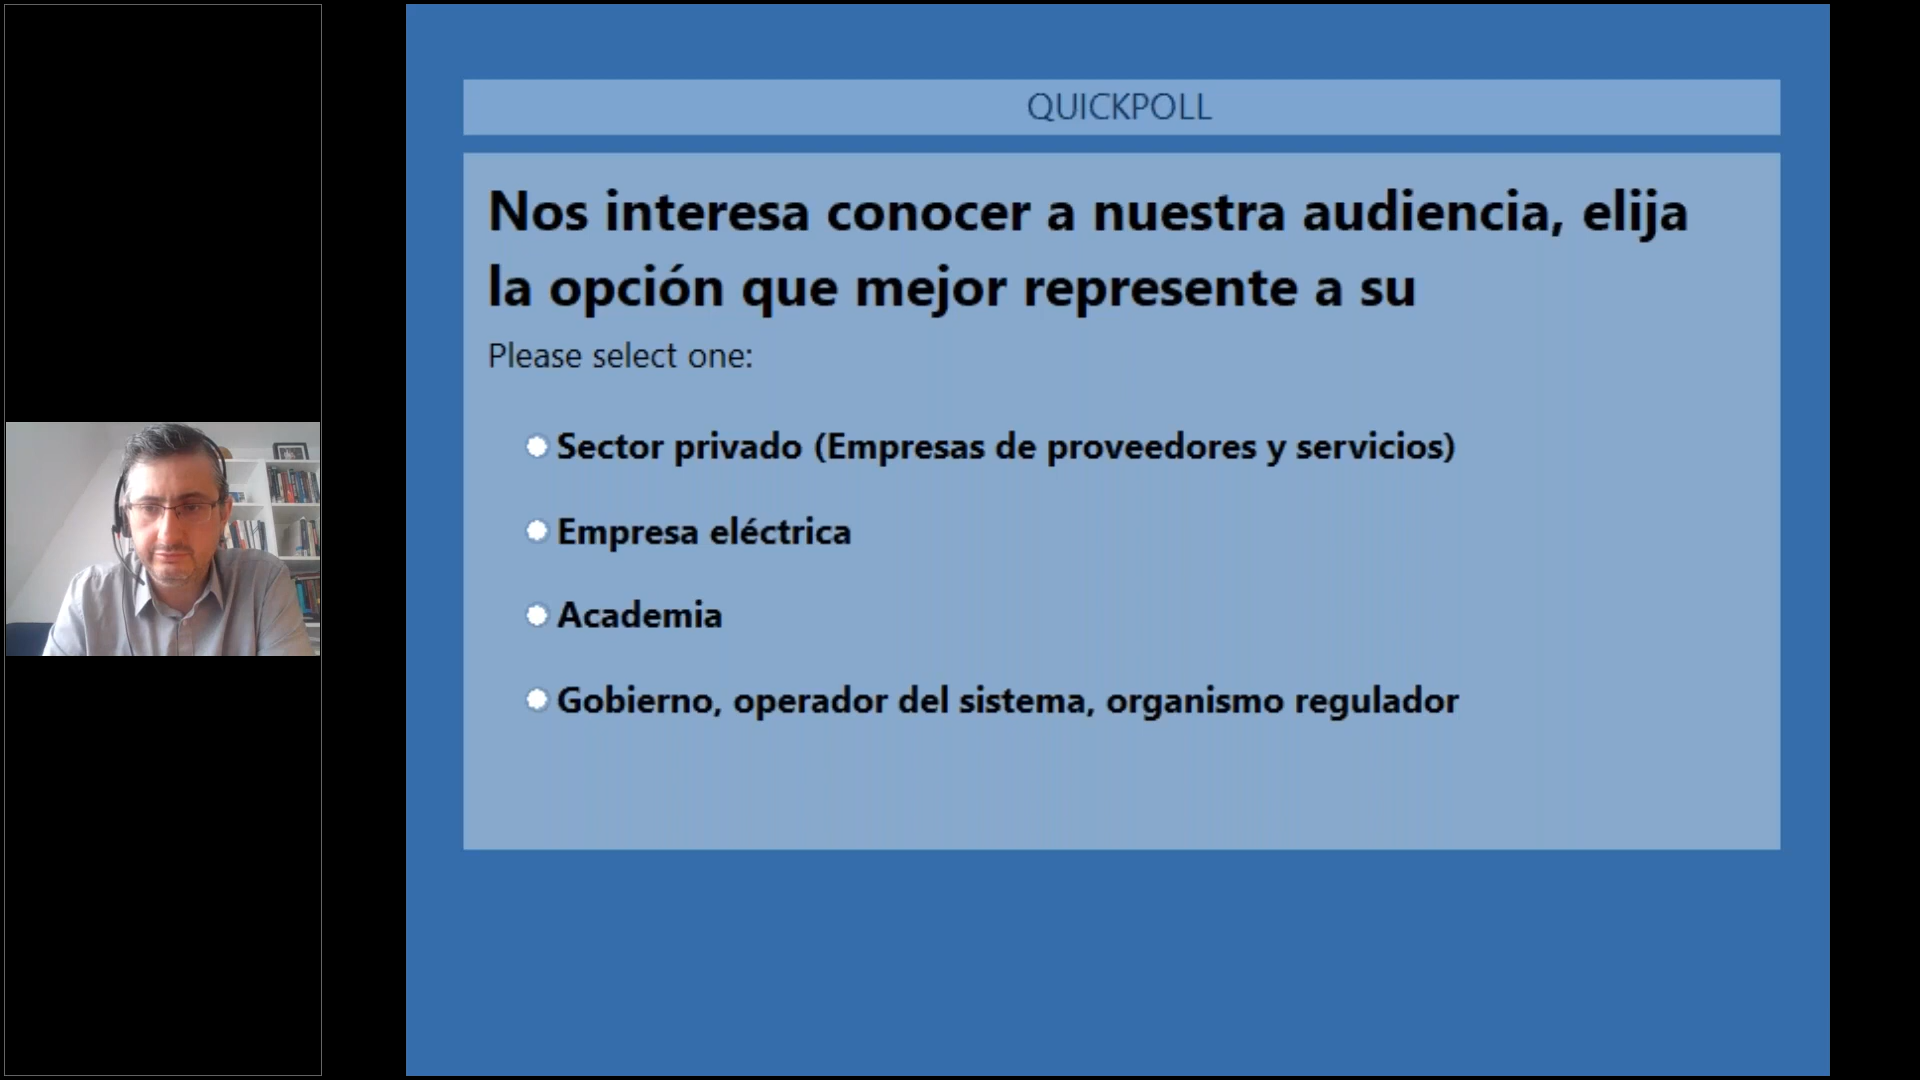 QUICKPOLL
Nos interesa conocer a nuestra audiencia, elija
la opción que mejor represente a su
Please select one:
Sector privado (Empresas de proveedores y servicios)
Empresa eléctrica
Academia
Gobierno, operador del sistema, organismo regulador